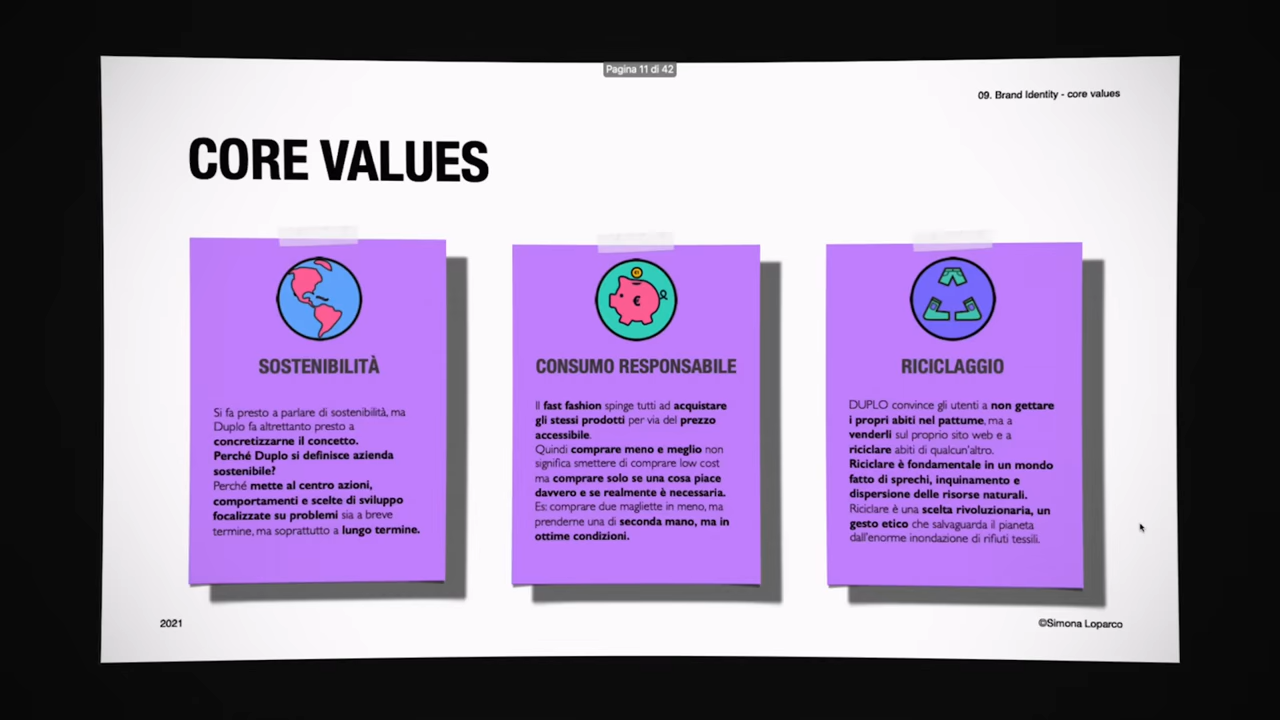 Pagina 11 di 42
09. Brand Identity - core values
CORE VALUES
SOSTENIBILITÀ
Si fa presto a parlare di sostenibilità, ma
Duplo fa altrettanto presto a
concretizzarne il concetto.
Perché Duplo si definisce azienda
sostenibile?
Perché mette al centro azioni,
comportamenti e scelte di sviluppo
focalizzate su problemi sia a breve
termine, ma soprattutto a lungo termine.
€
CONSUMO RESPONSABILE
Il fast fashion spinge tutti ad acquistare
gli stessi prodotti per via del prezzo
accessibile.
Quindi comprare meno e meglio non
significa smettere di comprare low cost
ma comprare solo se una cosa piace
davvero e se realmente è necessaria.
Es: comprare due magliette in meno, ma
prenderne una di seconda mano, ma in
ottime condizioni.
RICICLAGGIO
DUPLO convince gli utenti a non gettare
i propri abiti nel pattume, ma a
venderli sul proprio sito web e a
riciclare abiti di qualcun'altro.
Riciclare è fondamentale in un mondo
fatto di sprechi, inquinamento e
dispersione delle risorse naturali.
Riciclare è una scelta rivoluzionaria, un
gesto etico che salvaguarda il pianeta
dall'enorme inondazione di rifiuti tessili.
2021
©Simona Loparco